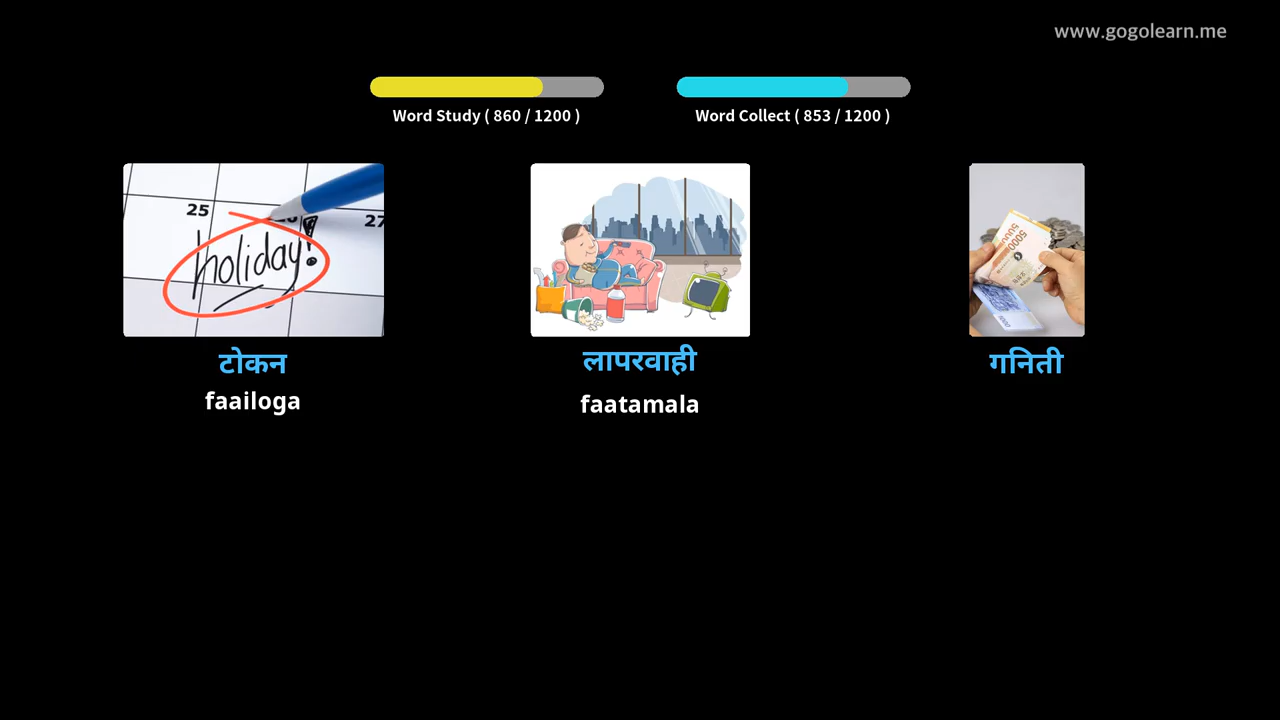 www.gogolearn.me
Word Study ( 860 / 1200 )
Word Collect ( 853 / 1200 )
25
27
holiday!
5000
टोकन
लापरवाही
गनिती
faailoga
faatamala